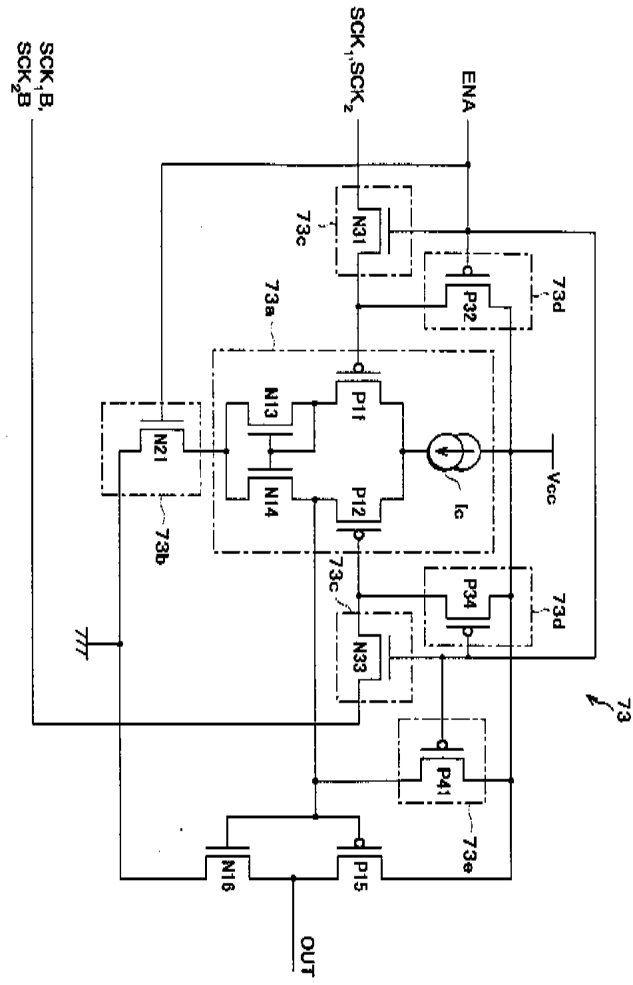 73
Vcc
Ic
73d
P32
73d
P34
ENA
SCK₁,SCK₂
73c
N31
73a
P11
P12
73c
N33
73e
P41
N13
N14
P15
OUT
N16
N21
73b
SCK₁B,
SCK₂B